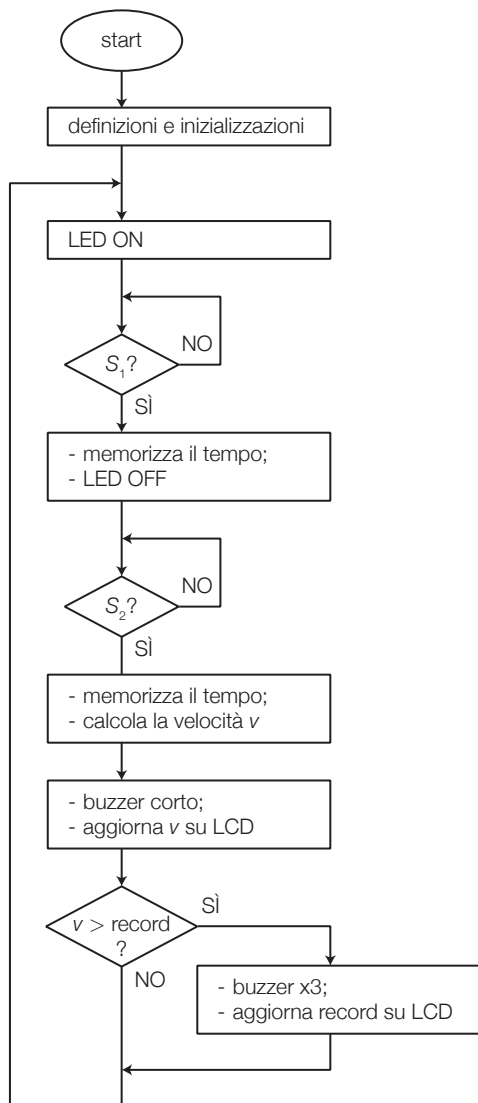 start
definizioni e inizializzazioni
LED ON
S₁?
NO
SÌ
- memorizza il tempo;
- LED OFF
S₂?
NO
SÌ
- memorizza il tempo;
- calcola la velocità v
- buzzer corto;
- aggiorna v su LCD
v > record
?
SÌ
NO
- buzzer x3;
- aggiorna record su LCD